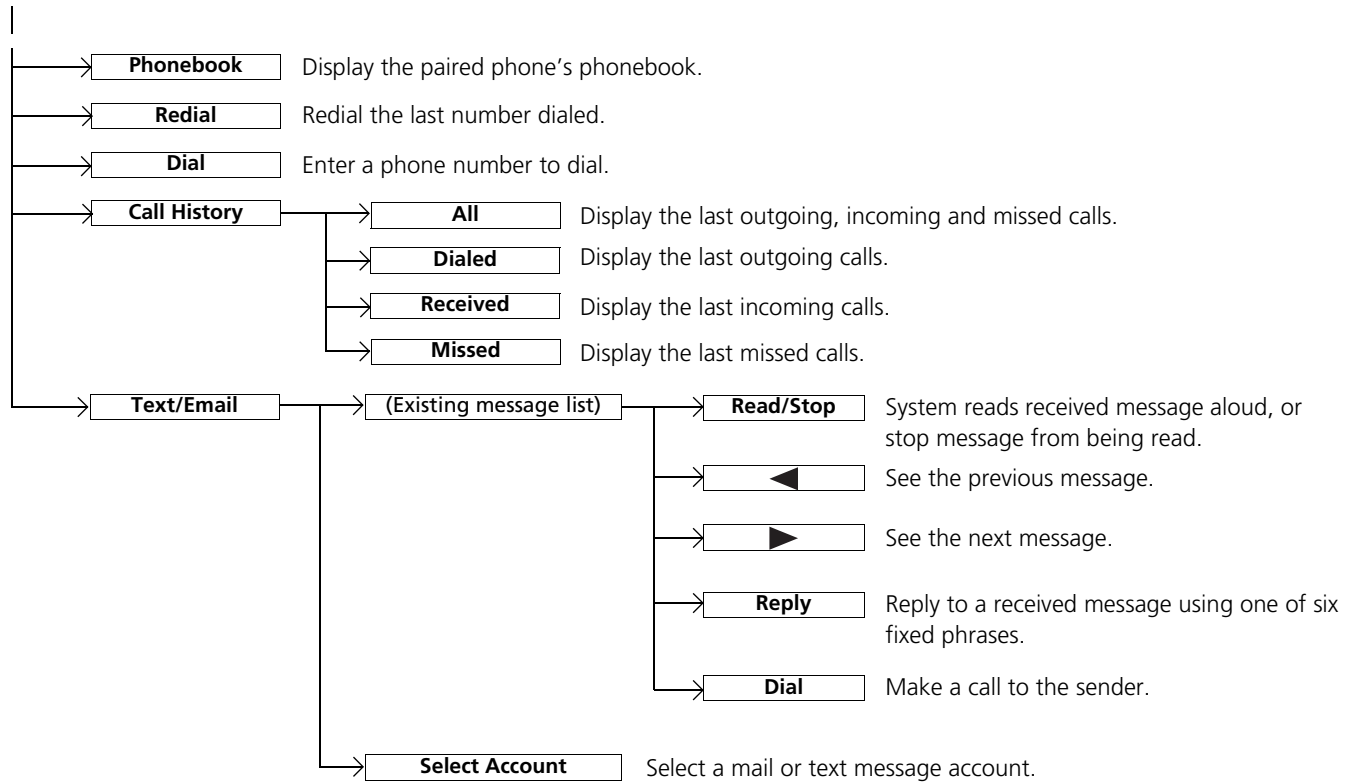 Phonebook Display the paired phone’s phonebook.
Redial Redial the last number dialed.
Dial Enter a phone number to dial.
Call History All Display the last outgoing, incoming and missed calls.
Dialed Display the last outgoing calls.
Received Display the last incoming calls.
Missed Display the last missed calls.
Text/Email (Existing message list) Read/Stop System reads received message aloud, or
stop message from being read.
See the previous message.
See the next message.
Reply Reply to a received message using one of six
fixed phrases.
Dial Make a call to the sender.
Select Account Select a mail or text message account.